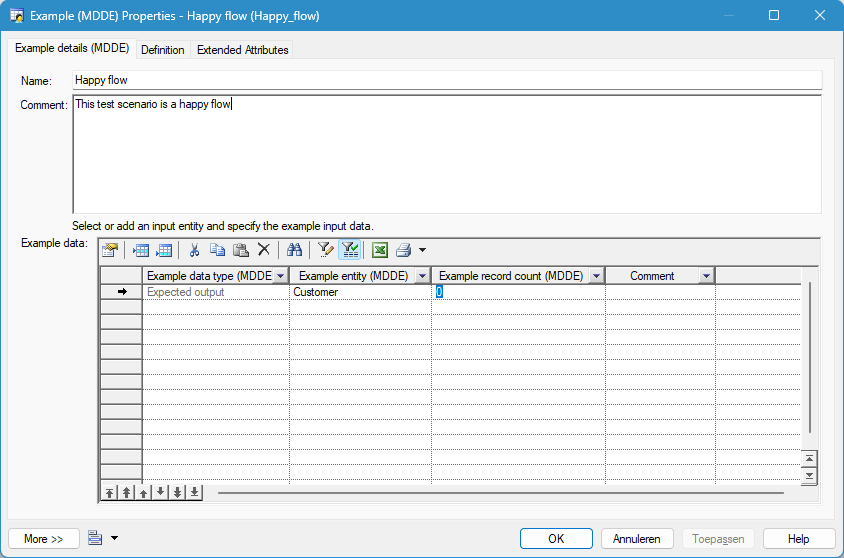 Example (MDDE) Properties - Happy flow (Happy_flow)
Example details (MDDE) Definition Extended Attributes
Name: Happy flow
Comment: This test scenario is a happy flow
Select or add an input entity and specify the example input data.
Example data:
Example data type (MDDE Example entity (MDDE) Example record count (MDDE) Comment
Expected output Customer 0
More >> OK Annuleren Toepassen Help